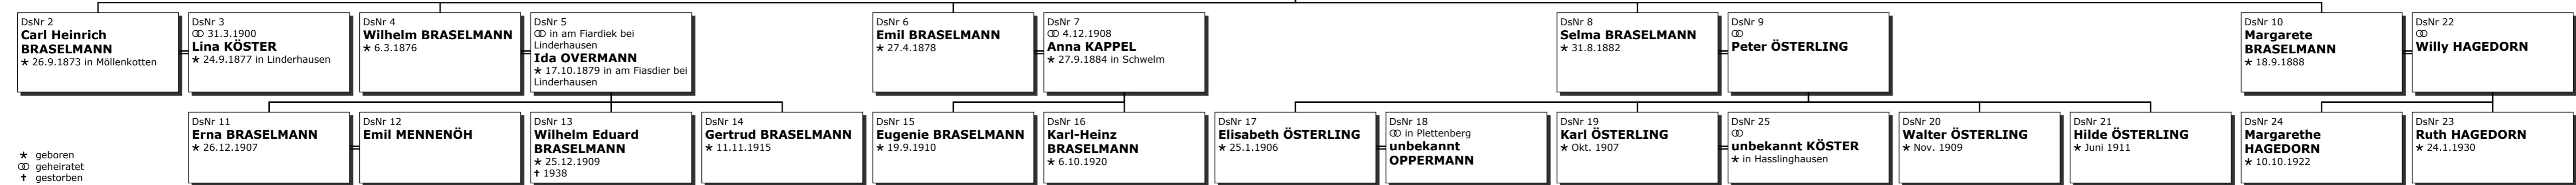 DsNr 2
Carl Heinrich
BRASELMANN
★ 26.9.1873 in Möllenkotten
DsNr 3
⚭ 31.3.1900
Lina KÖSTER
★ 24.9.1877 in Linderhausen
DsNr 4
Wilhelm BRASELMANN
★ 6.3.1876
DsNr 5
⚭ in am Fiardiek bei
Linderhausen
Ida OVERMANN
★ 17.10.1879 in am Fiasdier bei
Linderhausen
DsNr 6
Emil BRASELMANN
★ 27.4.1878
DsNr 7
⚭ 4.12.1908
Anna KAPPEL
★ 27.9.1884 in Schwelm
DsNr 8
Selma BRASELMANN
★ 31.8.1882
DsNr 9
⚭
Peter ÖSTERLING
DsNr 10
Margarete
BRASELMANN
★ 18.9.1888
DsNr 22
⚭
Willy HAGEDORN
DsNr 11
Erna BRASELMANN
★ 26.12.1907
DsNr 12
Emil MENNENÖH
DsNr 13
Wilhelm Eduard
BRASELMANN
★ 25.12.1909
✝ 1938
DsNr 14
Gertrud BRASELMANN
★ 11.11.1915
DsNr 15
Eugenie BRASELMANN
★ 19.9.1910
DsNr 16
Karl-Heinz
BRASELMANN
★ 6.10.1920
DsNr 17
Elisabeth ÖSTERLING
★ 25.1.1906
DsNr 18
⚭ in Plettenberg
unbekannt
OPPERMANN
DsNr 19
Karl ÖSTERLING
★ Okt. 1907
DsNr 25
⚭
unbekannt KÖSTER
★ in Hasslinghausen
DsNr 20
Walter ÖSTERLING
★ Nov. 1909
DsNr 21
Hilde ÖSTERLING
★ Juni 1911
DsNr 24
Margarethe
HAGEDORN
★ 10.10.1922
DsNr 23
Ruth HAGEDORN
★ 24.1.1930
★ geboren
⚭ geheiratet
✝ gestorben